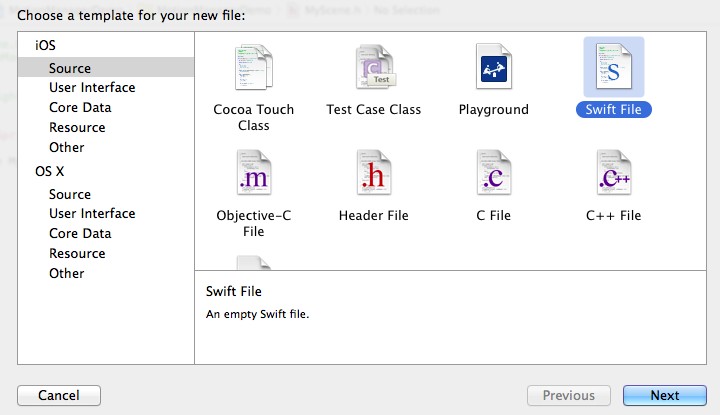 Choose a template for your new file:
iOS
Source
User Interface
Core Data
Resource
Other
OS X
Source
User Interface
Core Data
Resource
Other
Cocoa Touch
Class
Test
Test Case Class
Playground
S
Swift File
.m
Objective-C
File
.h
Header File
.c
C File
.c++
C++ File
Swift File
An empty Swift file.
Cancel
Previous
Next